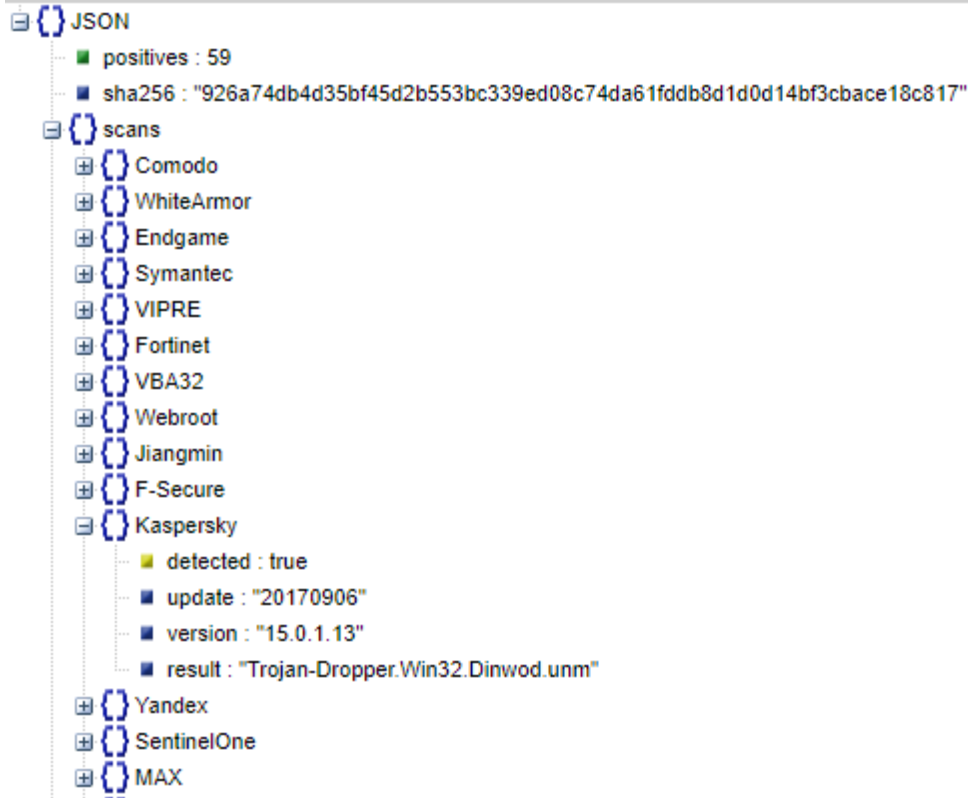 JSON
positives : 59
sha256 : "926a74db4d35bf45d2b553bc339ed08c74da61fddb8d1d0d14bf3cbace18c817"
scans
Comodo
WhiteArmor
Endgame
Symantec
VIPRE
Fortinet
VBA32
Webroot
Jiangmin
F-Secure
Kaspersky
detected : true
update : "20170906"
version : "15.0.1.13"
result : "Trojan-Dropper.Win32.Dinwod.unm"
Yandex
SentinelOne
MAX